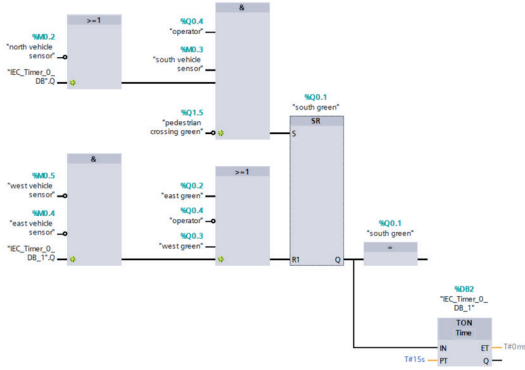 %M0.2
"north vehicle
sensor"
"IEC_Timer_0_
DB".Q
>=1
%Q0.4
"operator"
%M0.3
"south vehicle
sensor"
%Q1.5
"pedestrian
crossing green"
&
%M0.5
"west vehicle
sensor"
%M0.4
"east vehicle
sensor"
"IEC_Timer_0_
DB_1".Q
&
%Q0.2
"east green"
%Q0.4
"operator"
%Q0.3
"west green"
>=1
%Q0.1
"south green"
SR
S
R1
Q
%Q0.1
"south green"
=
%DB2
"IEC_Timer_0_
DB_1"
TON
Time
IN
ET
T#0ms
T#15s
PT
Q